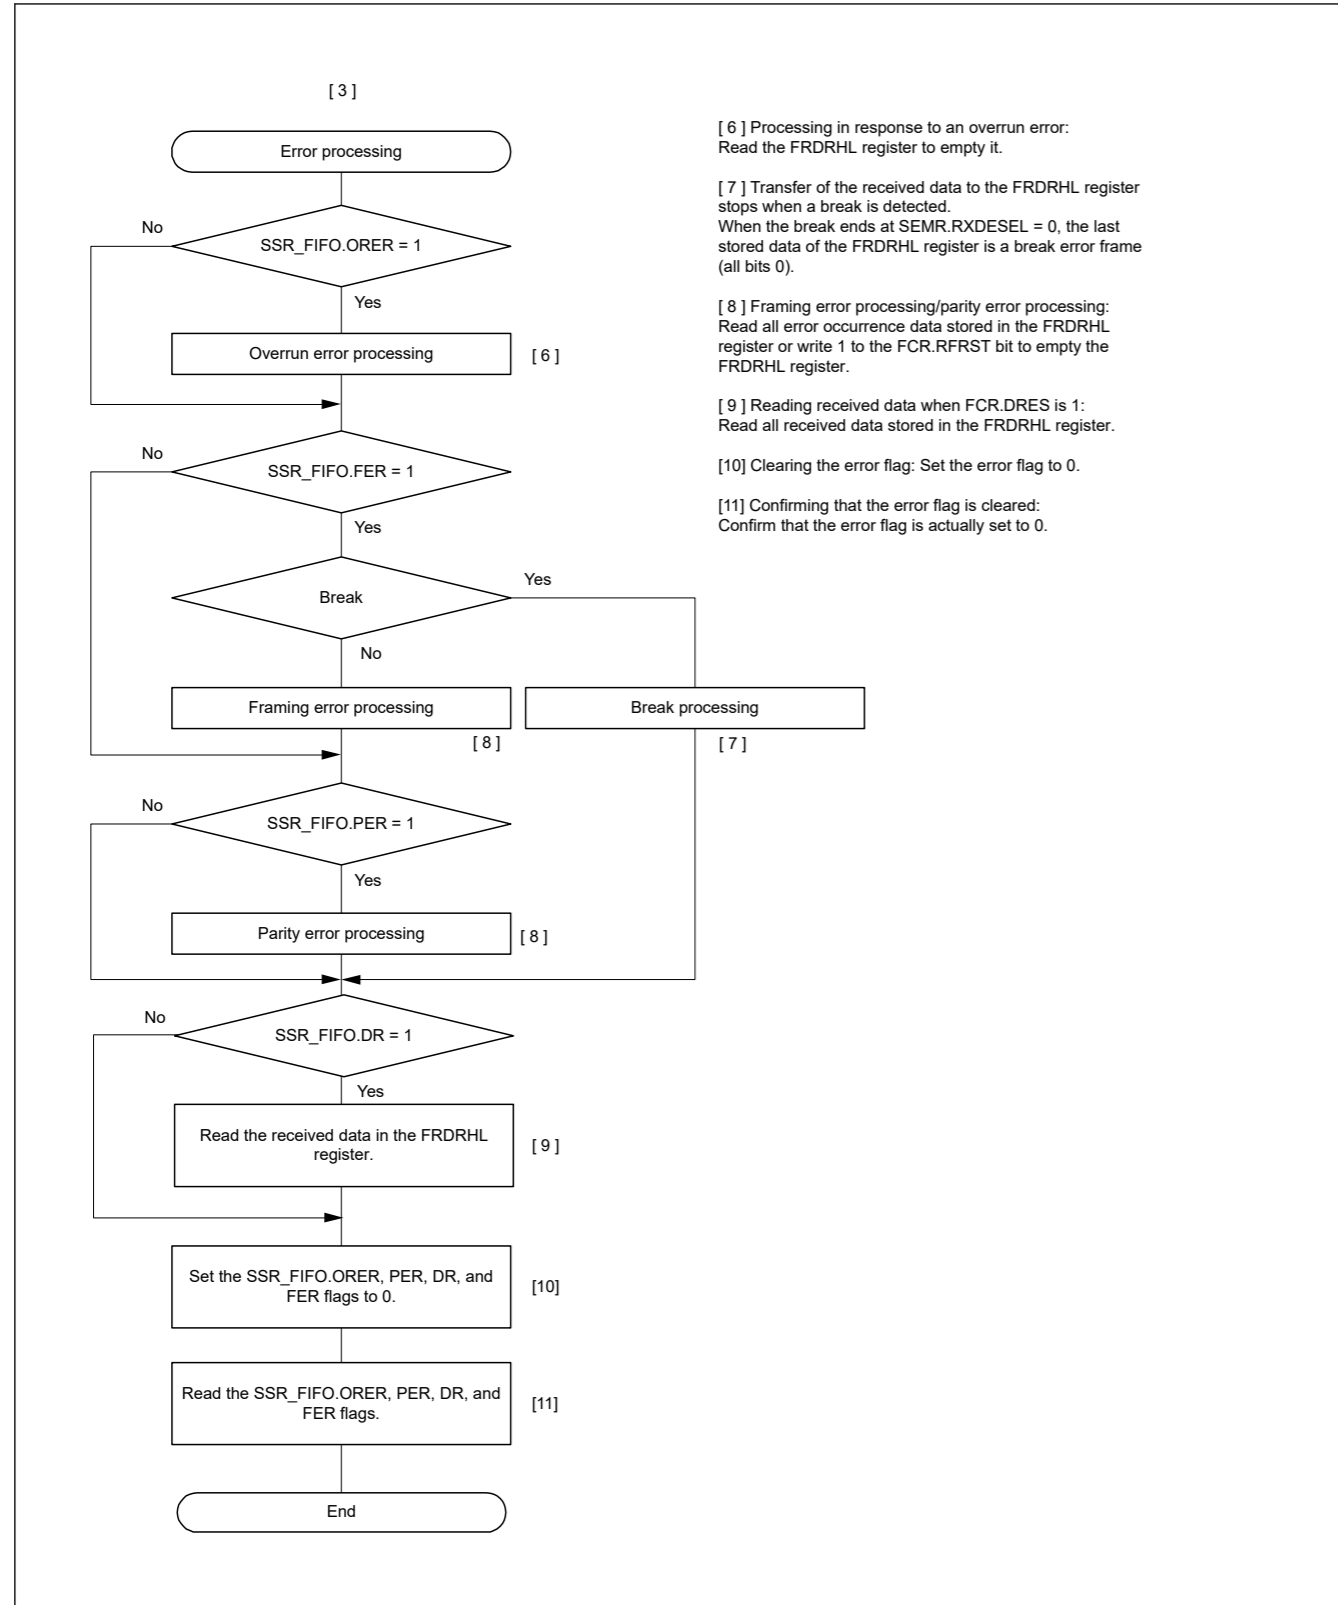 [ 3 ]
Error processing
No
SSR_FIFO.ORER = 1
Yes
Overrun error processing
[ 6 ]
No
SSR_FIFO.FER = 1
Yes
Break
Yes
No
Framing error processing
[ 8 ]
Break processing
[ 7 ]
No
SSR_FIFO.PER = 1
Yes
Parity error processing
[ 8 ]
No
SSR_FIFO.DR = 1
Yes
Read the received data in the FRDRHL
register.
[ 9 ]
Set the SSR_FIFO.ORER, PER, DR, and
FER flags to 0.
[10]
Read the SSR_FIFO.ORER, PER, DR, and
FER flags.
[11]
End
[ 6 ] Processing in response to an overrun error:
Read the FRDRHL register to empty it.
[ 7 ] Transfer of the received data to the FRDRHL register
stops when a break is detected.
When the break ends at SEMR.RXDESEL = 0, the last
stored data of the FRDRHL register is a break error frame
(all bits 0).
[ 8 ] Framing error processing/parity error processing:
Read all error occurrence data stored in the FRDRHL
register or write 1 to the FCR.RFRST bit to empty the
FRDRHL register.
[ 9 ] Reading received data when FCR.DRES is 1:
Read all received data stored in the FRDRHL register.
[10] Clearing the error flag: Set the error flag to 0.
[11] Confirming that the error flag is cleared:
Confirm that the error flag is actually set to 0.